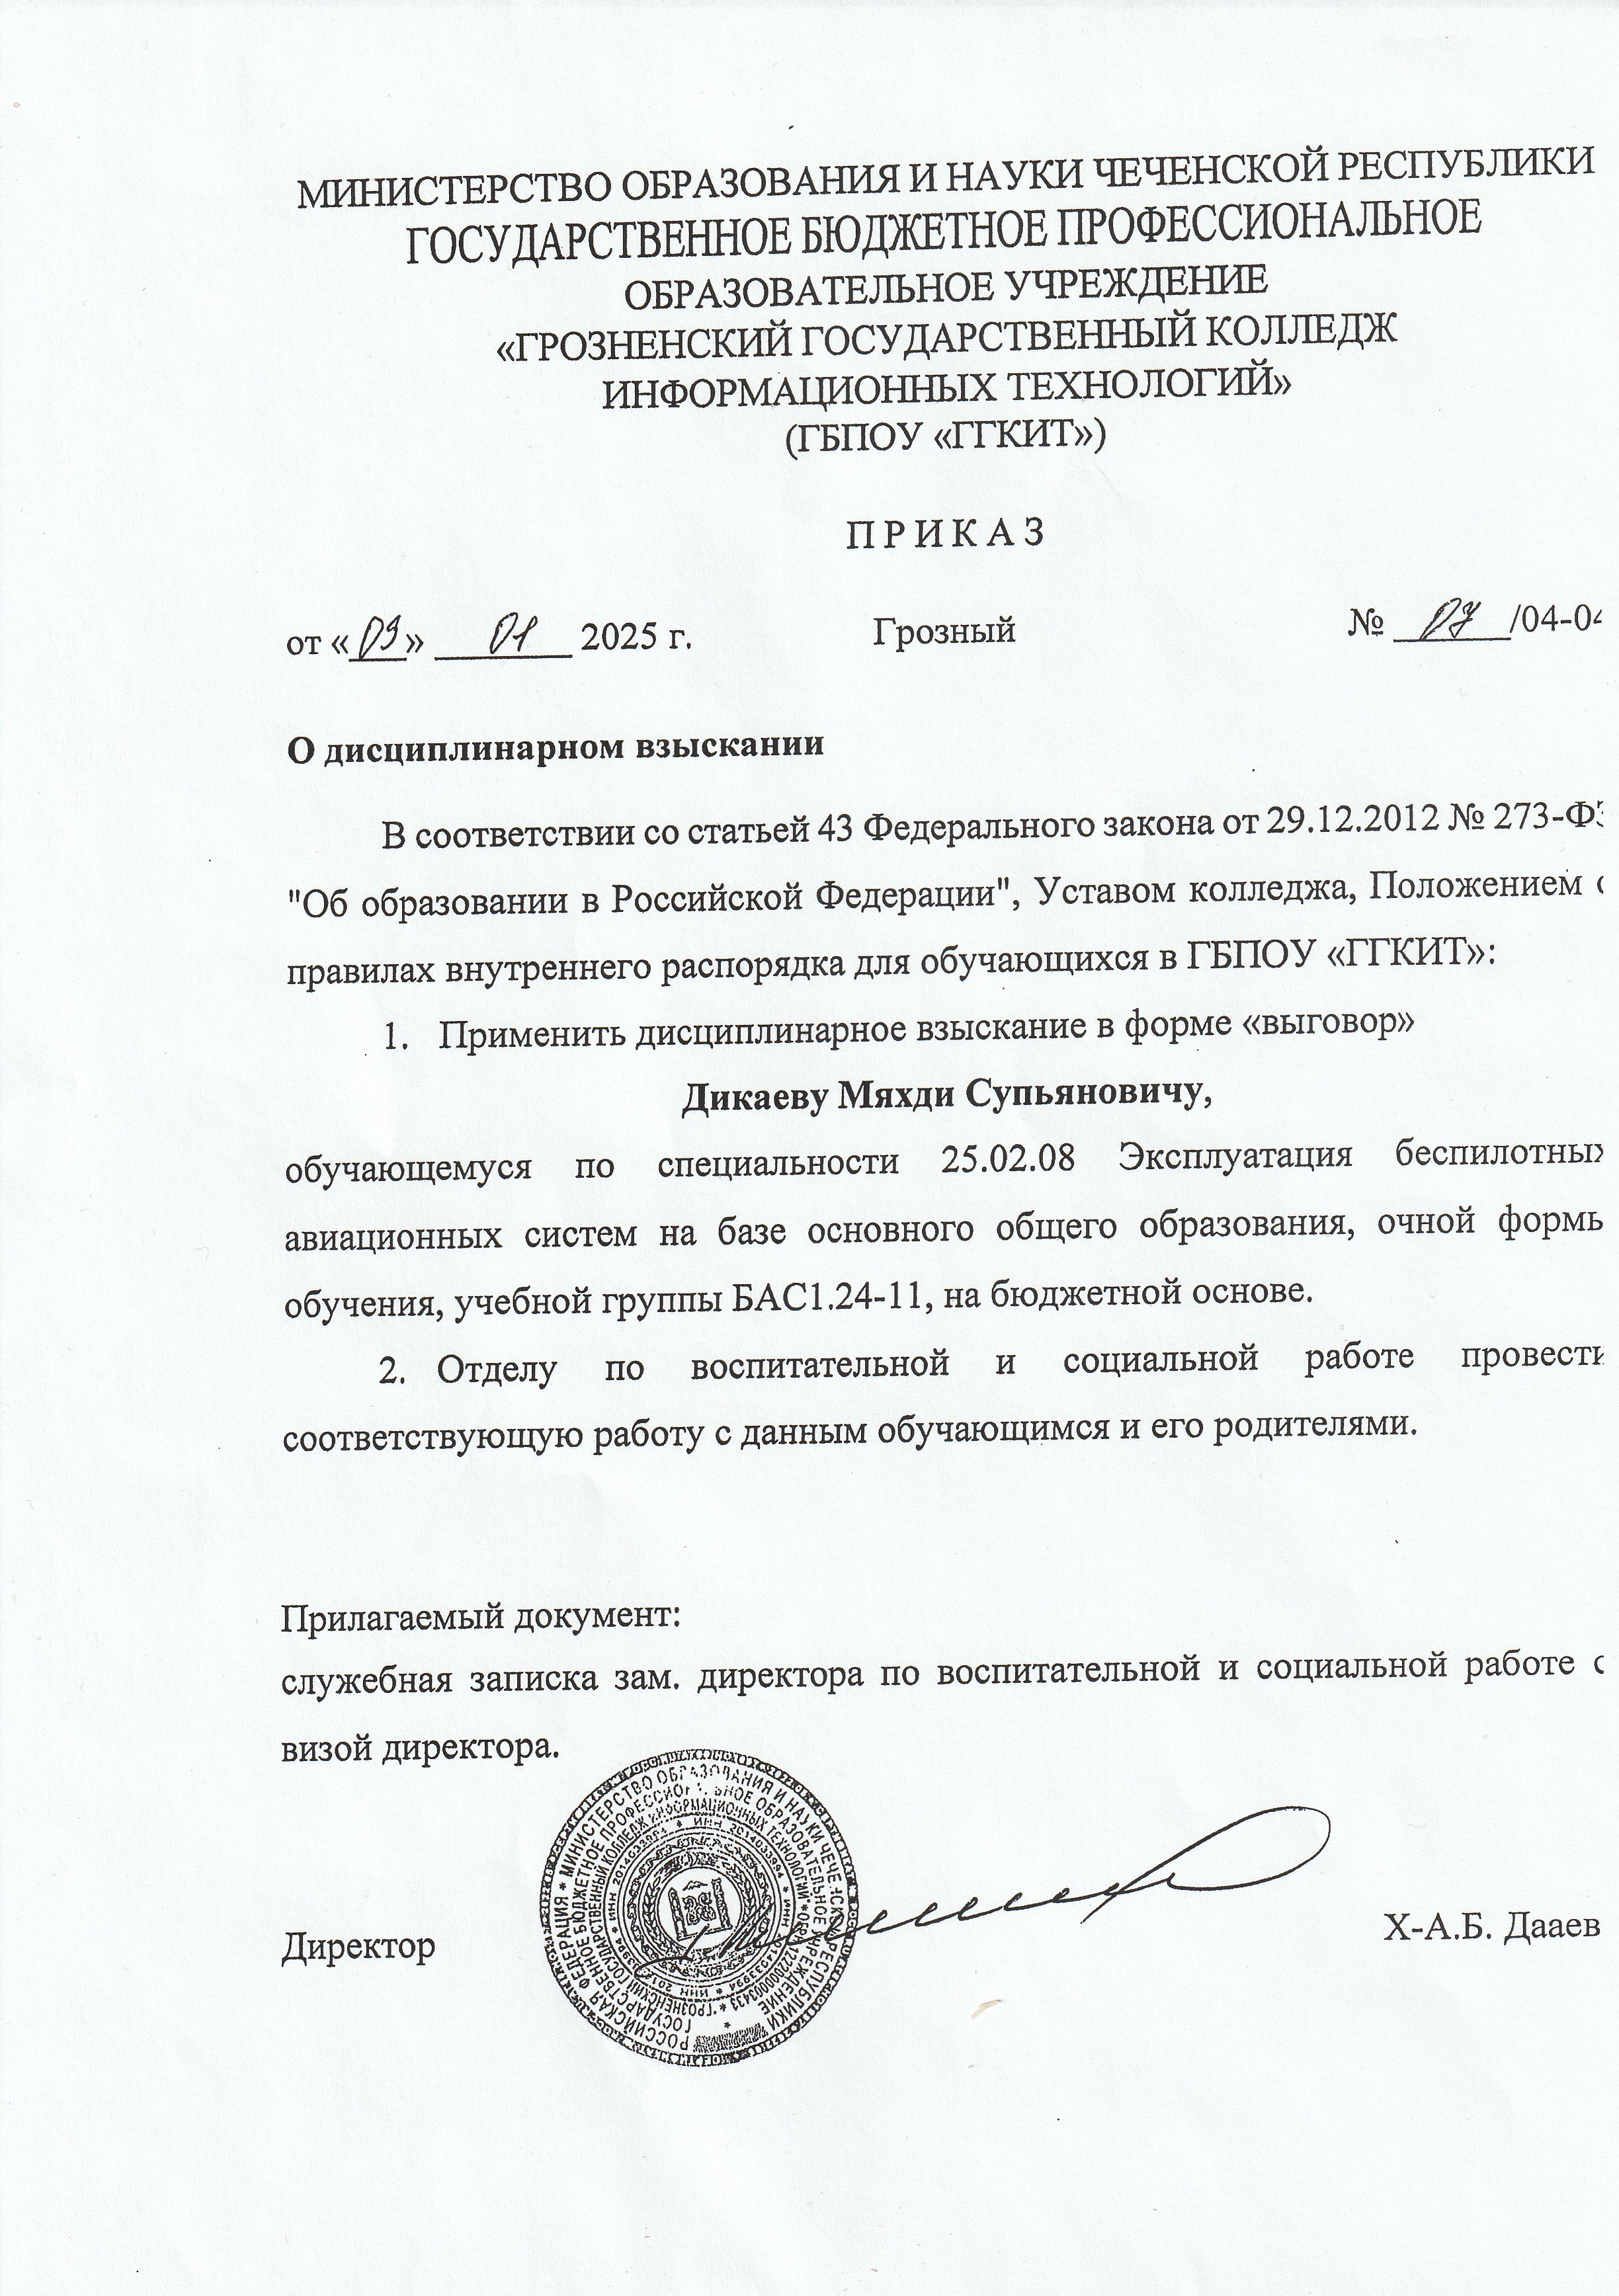 МИНИСТЕРСТВО ОБРАЗОВАНИЯ И НАУКИ ЧЕЧЕНСКОЙ РЕСПУБЛИКИ
ГОСУДАРСТВЕННОЕ БЮДЖЕТНОЕ ПРОФЕССИОНАЛЬНОЕ
ОБРАЗОВАТЕЛЬНОЕ УЧРЕЖДЕНИЕ
«ГРОЗНЕНСКИЙ ГОСУДАРСТВЕННЫЙ КОЛЛЕДЖ
ИНФОРМАЦИОННЫХ ТЕХНОЛОГИЙ»
(ГБПОУ «ГГКИТ»)
П Р И К А З
от «09» 01 2025 г. Грозный № 07/04-04
О дисциплинарном взыскании
В соответствии со статьей 43 Федерального закона от 29.12.2012 № 273-ФЗ
"Об образовании в Российской Федерации", Уставом колледжа, Положением о
правилах внутреннего распорядка для обучающихся в ГБПОУ «ГГКИТ»:
1. Применить дисциплинарное взыскание в форме «выговор»
Дикаеву Мяхди Супьяновичу,
обучающемуся по специальности 25.02.08 Эксплуатация беспилотных
авиационных систем на базе основного общего образования, очной формы
обучения, учебной группы БАС1.24-11, на бюджетной основе.
2. Отделу по воспитательной и социальной работе провести
соответствующую работу с данным обучающимся и его родителями.
Прилагаемый документ:
служебная записка зам. директора по воспитательной и социальной работе с
визой директора.
РОССИЙСКАЯ ФЕДЕРАЦИЯ * МИНИСТЕРСТВО ОБРАЗОВАНИЯ И НАУКИ ЧЕЧЕНСКОЙ РЕСПУБЛИКИ
ГОСУДАРСТВЕННОЕ БЮДЖЕТНОЕ ПРОФЕССИОНАЛЬНОЕ ОБРАЗОВАТЕЛЬНОЕ УЧРЕЖДЕНИЕ
Директор Х-А.Б. Дааев